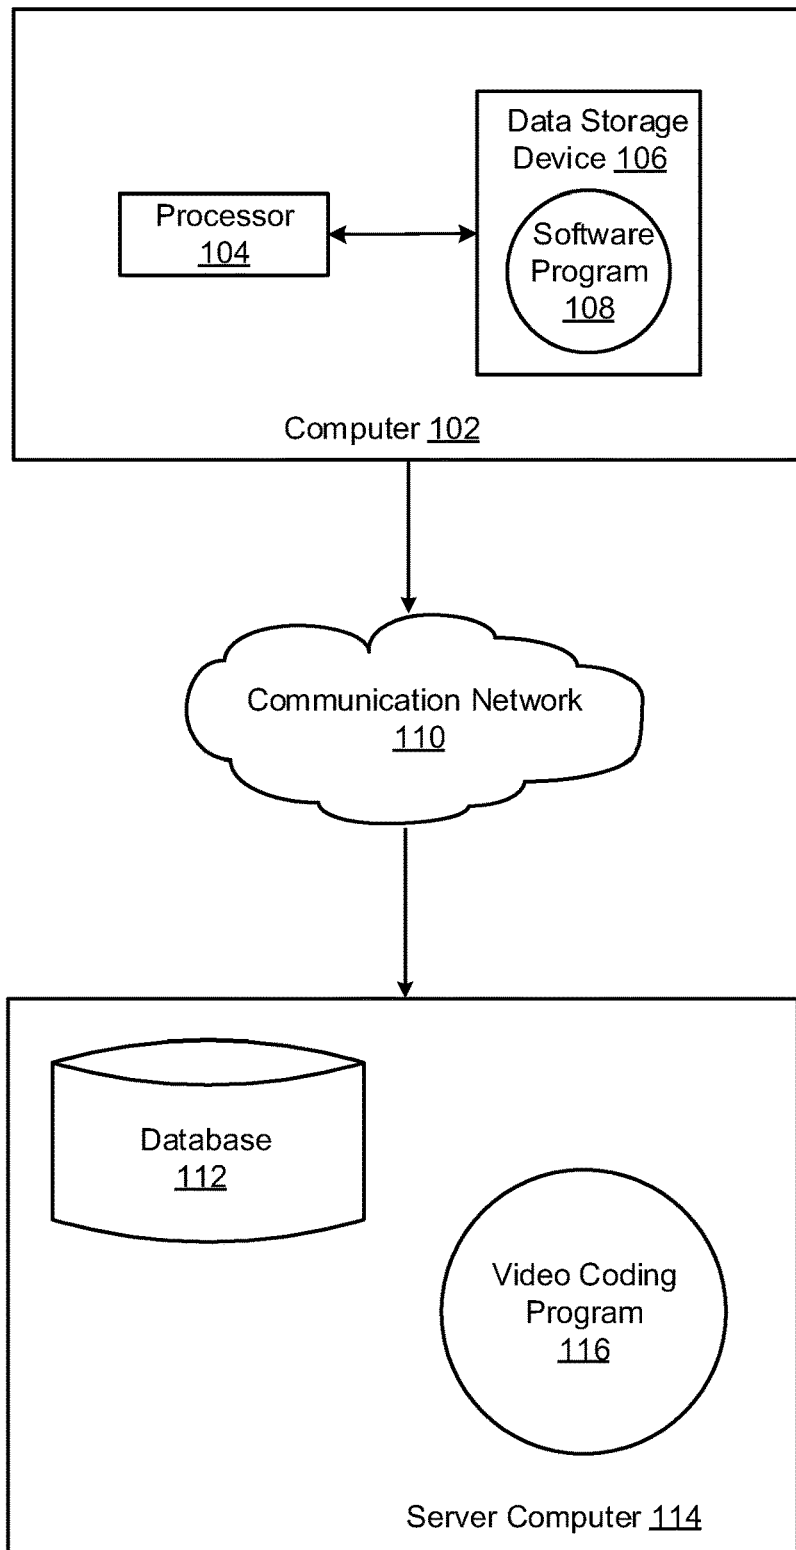 Data Storage
Device 106
Processor
104
Software
Program
108
Computer 102
Communication Network
110
Database
112
Video Coding
Program
116
Server Computer 114